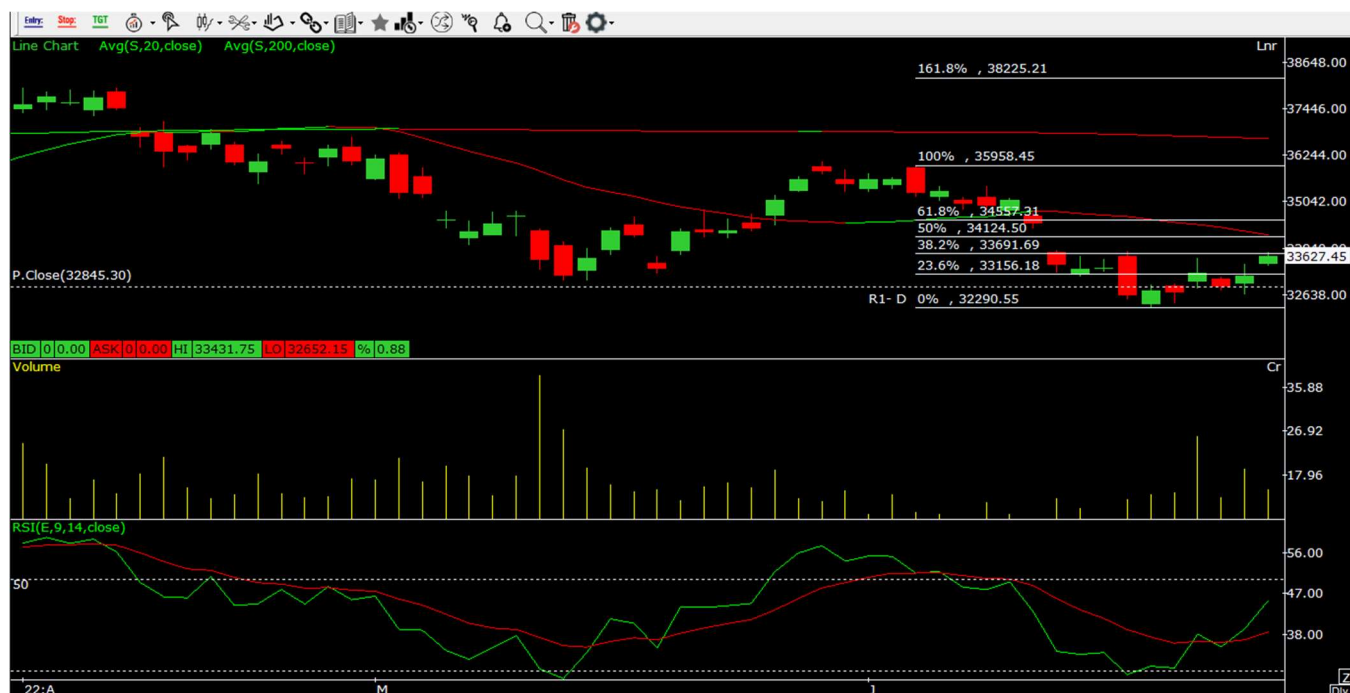 Entry: Stop: TGT
Line Chart Avg(S,20,close) Avg(S,200,close) Lnr
161.8% , 38225.21
38648.00
37446.00
100% , 35958.45
36244.00
35042.00
61.8% , 34557.31
50% , 34124.50
38.2% , 33691.69
33627.45
23.6% , 33156.18
P.Close(32845.30)
R1- D 0% , 32290.55
32638.00
BID 0 0.00 ASK 0 0.00 HI 33431.75 LO 32652.15 % 0.88
Volume Cr
35.88
26.92
17.96
RSI(E,9,14,close)
56.00
50
47.00
38.00
Z
22:A M J Dly